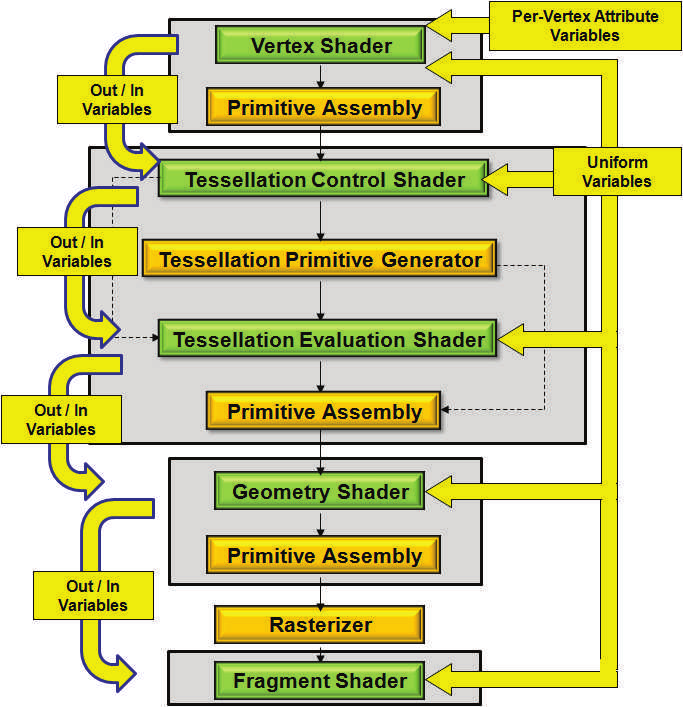 Per-Vertex Attribute
Variables
Vertex Shader
Out / In
Variables
Primitive Assembly
Uniform
Variables
Tessellation Control Shader
Out / In
Variables
Tessellation Primitive Generator
Tessellation Evaluation Shader
Out / In
Variables
Primitive Assembly
Geometry Shader
Primitive Assembly
Out / In
Variables
Rasterizer
Fragment Shader